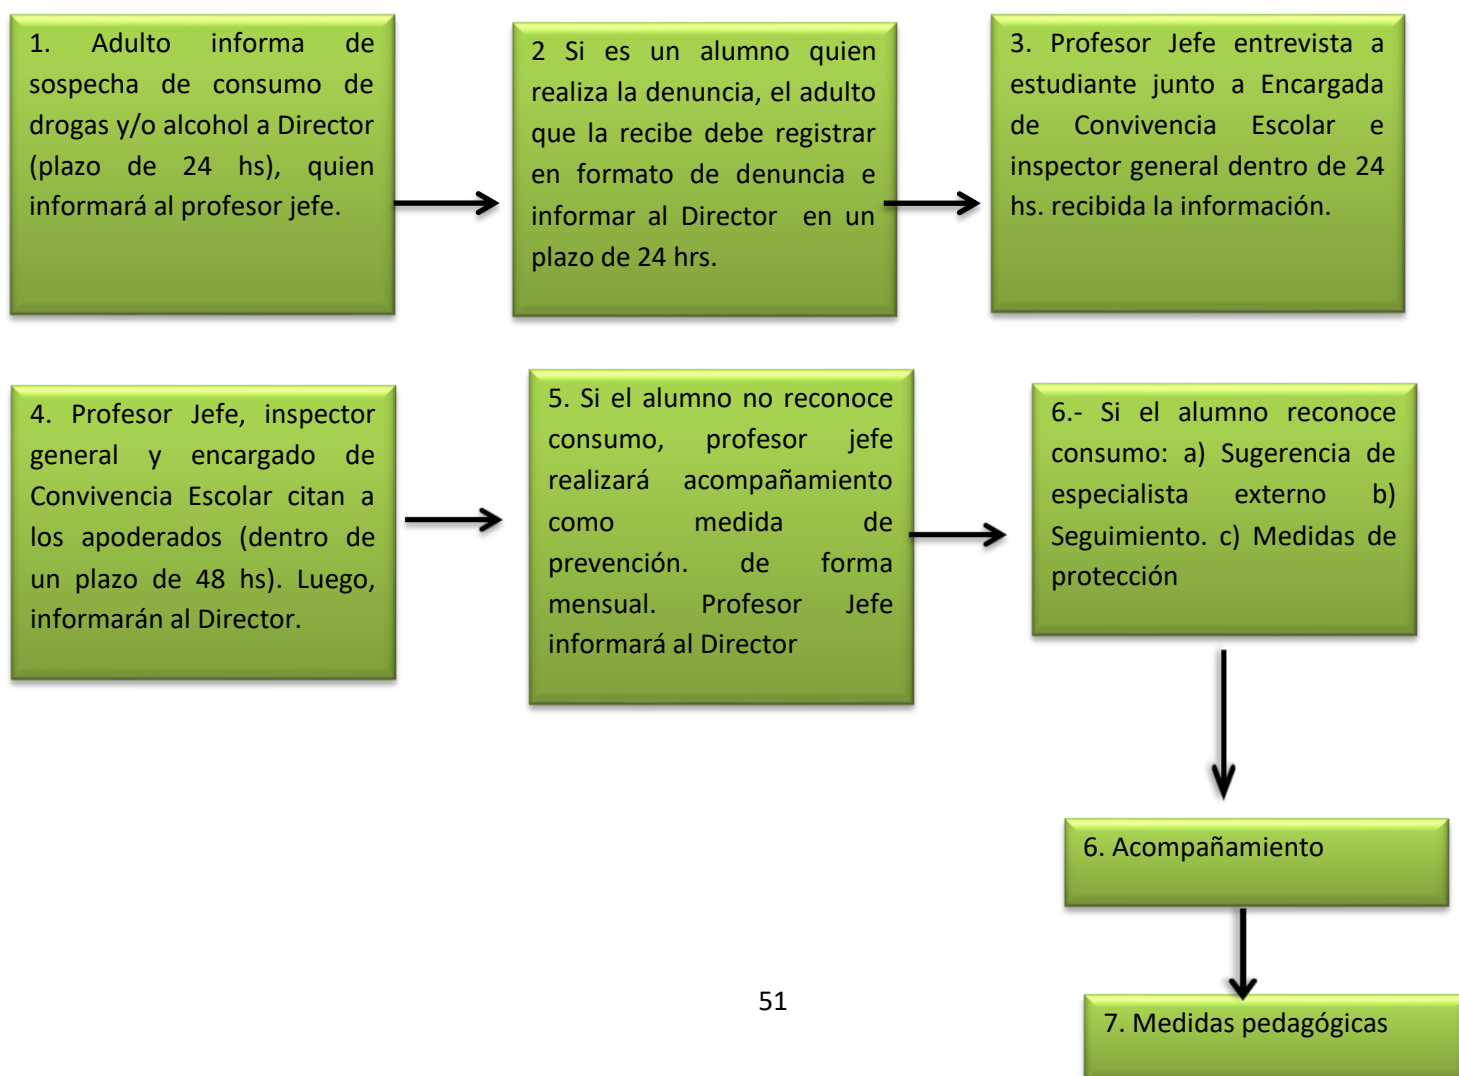 1. Adulto informa de
sospecha de consumo de
drogas y/o alcohol a Director
(plazo de 24 hs), quien
informará al profesor jefe.
2 Si es un alumno quien
realiza la denuncia, el adulto
que la recibe debe registrar
en formato de denuncia e
informar al Director en un
plazo de 24 hrs.
3. Profesor Jefe entrevista a
estudiante junto a Encargada
de Convivencia Escolar e
inspector general dentro de 24
hs. recibida la información.
4. Profesor Jefe, inspector
general y encargado de
Convivencia Escolar citan a
los apoderados (dentro de
un plazo de 48 hs). Luego,
informarán al Director.
5. Si el alumno no reconoce
consumo, profesor jefe
realizará acompañamiento
como medida de
prevención. de forma
mensual. Profesor Jefe
informará al Director
6.- Si el alumno reconoce
consumo: a) Sugerencia de
especialista externo b)
Seguimiento. c) Medidas de
protección
6. Acompañamiento
7. Medidas pedagógicas
51